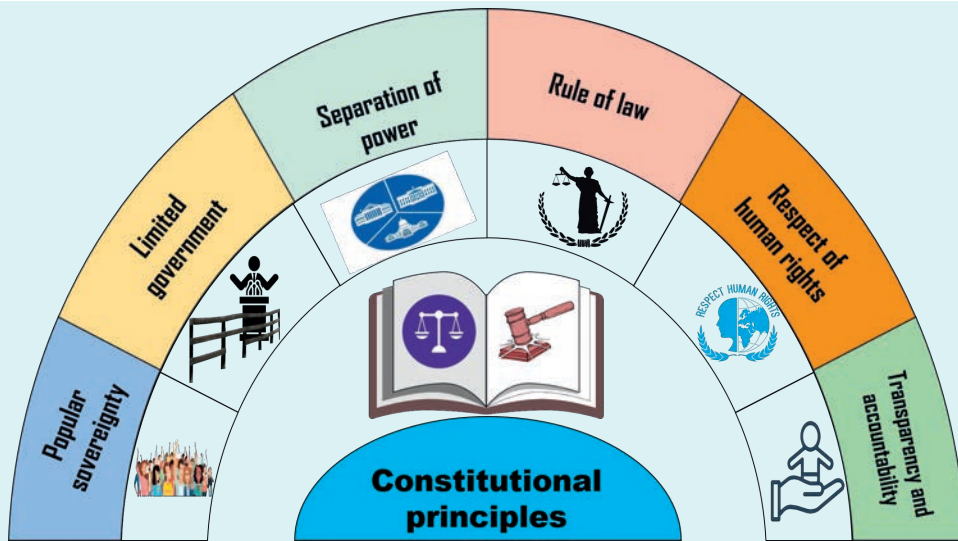 Popular
sovereignty
Limited
government
Separation of
power
Rule of law
Respect of
human rights
Transparency and
accountability
RESPECT HUMAN RIGHTS
Constitutional
principles